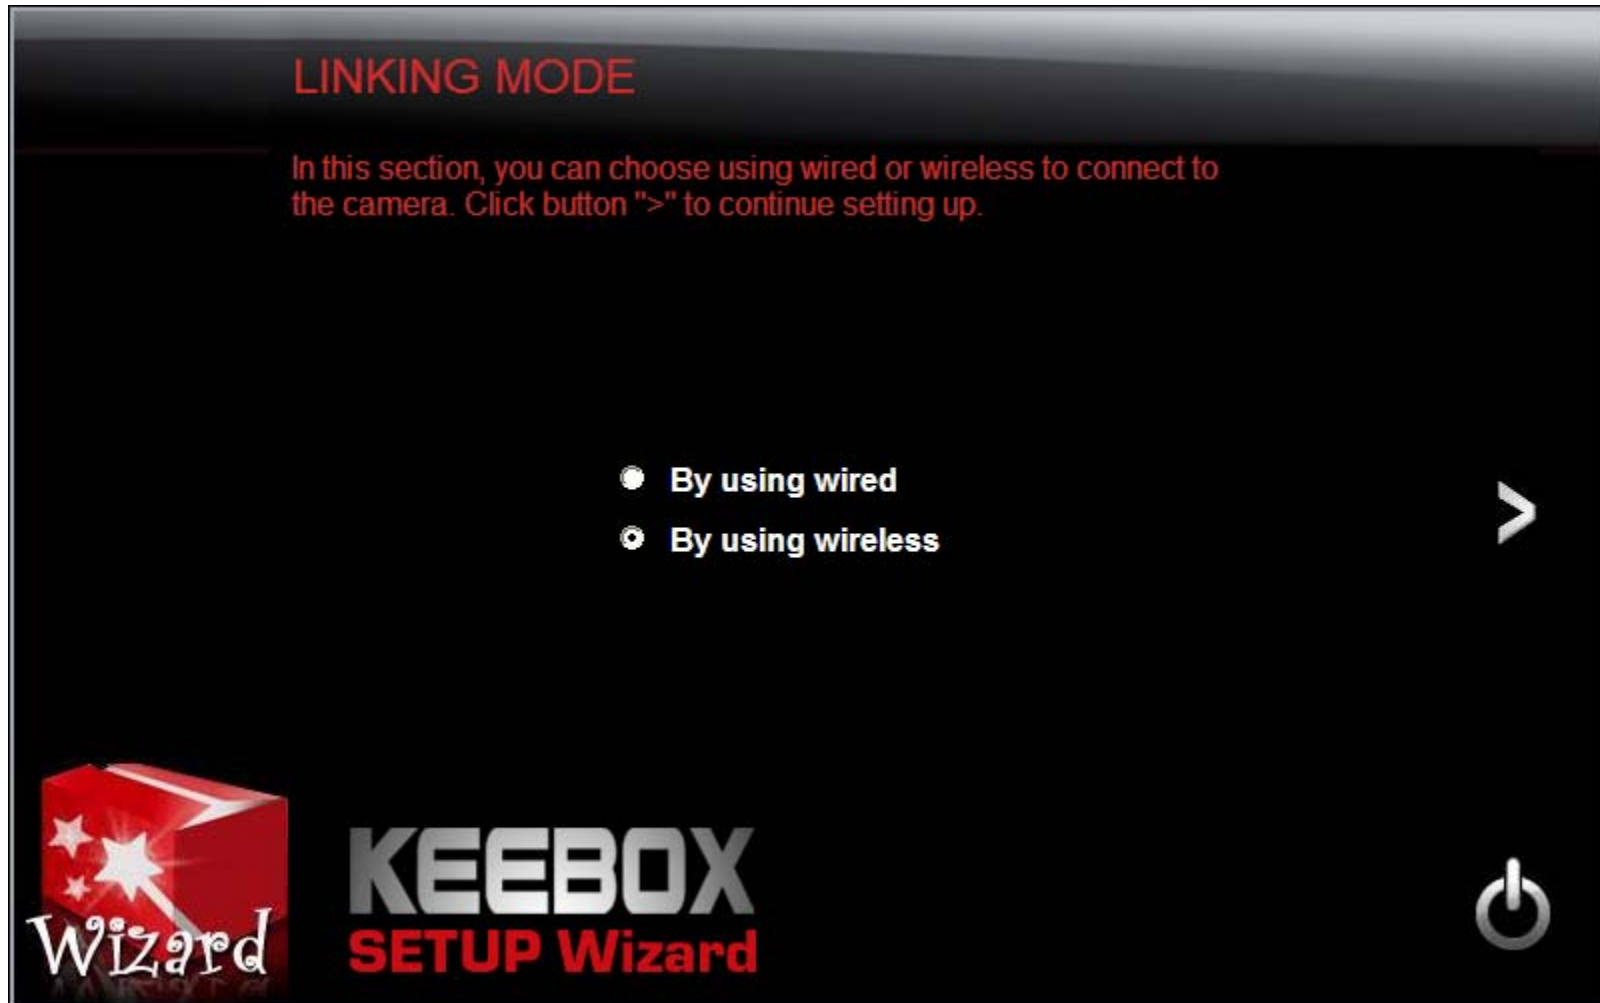 LINKING MODE
In this section, you can choose using wired or wireless to connect to
the camera. Click button ">" to continue setting up.
By using wired
By using wireless
>
Wizard
KEEBOX
SETUP Wizard